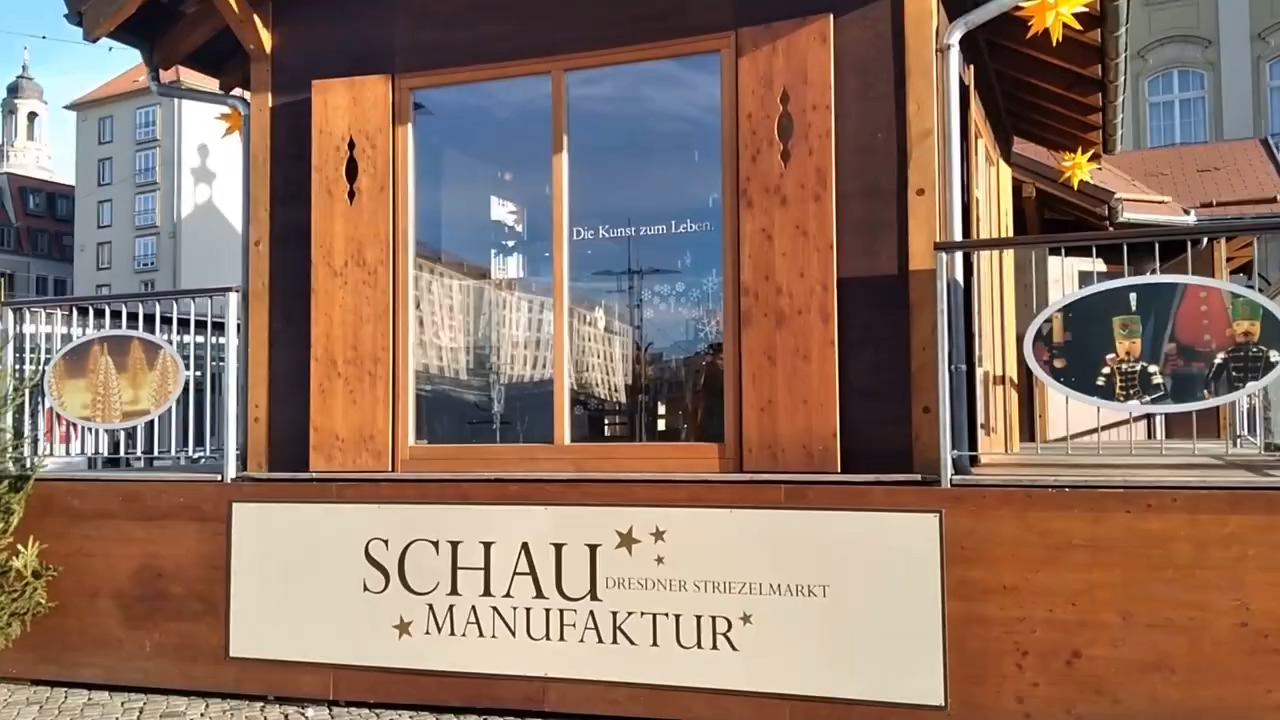 Die Kunst zum Leben.
SCHAU
DRESDNER STRIEZELMARKT
MANUFAKTUR